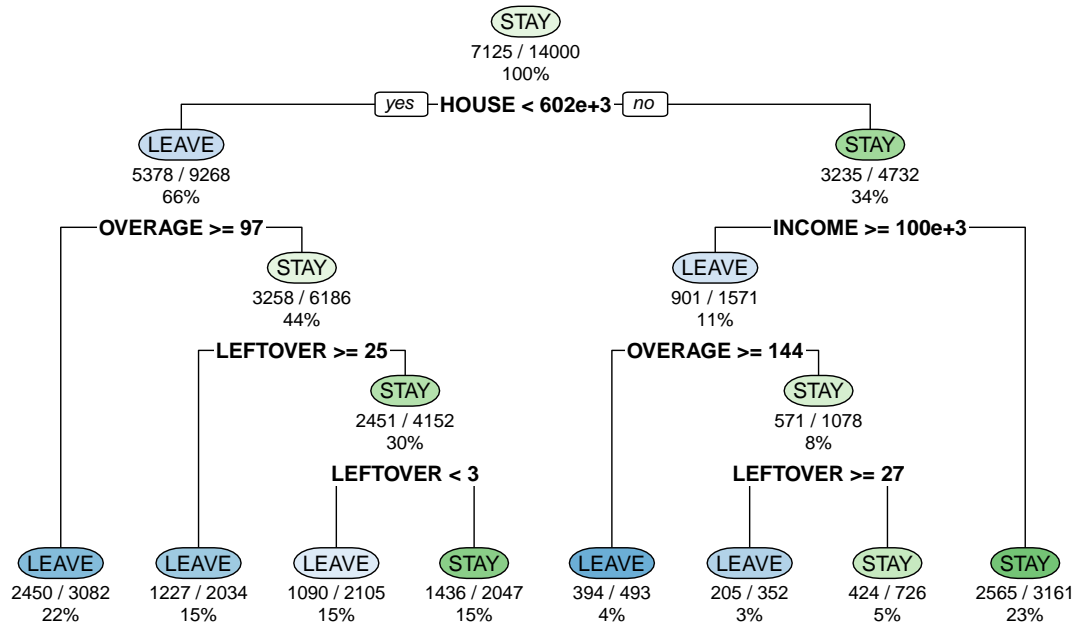 STAY
7125 / 14000
100%
yes HOUSE < 602e+3 no
LEAVE STAY
5378 / 9268 3235 / 4732
66% 34%
OVERAGE >= 97 INCOME >= 100e+3
STAY LEAVE
3258 / 6186 901 / 1571
44% 11%
LEFTOVER >= 25 OVERAGE >= 144
STAY STAY
2451 / 4152 571 / 1078
30% 8%
LEFTOVER < 3 LEFTOVER >= 27
LEAVE LEAVE LEAVE STAY LEAVE LEAVE STAY STAY
2450 / 3082 1227 / 2034 1090 / 2105 1436 / 2047 394 / 493 205 / 352 424 / 726 2565 / 3161
22% 15% 15% 15% 4% 3% 5% 23%